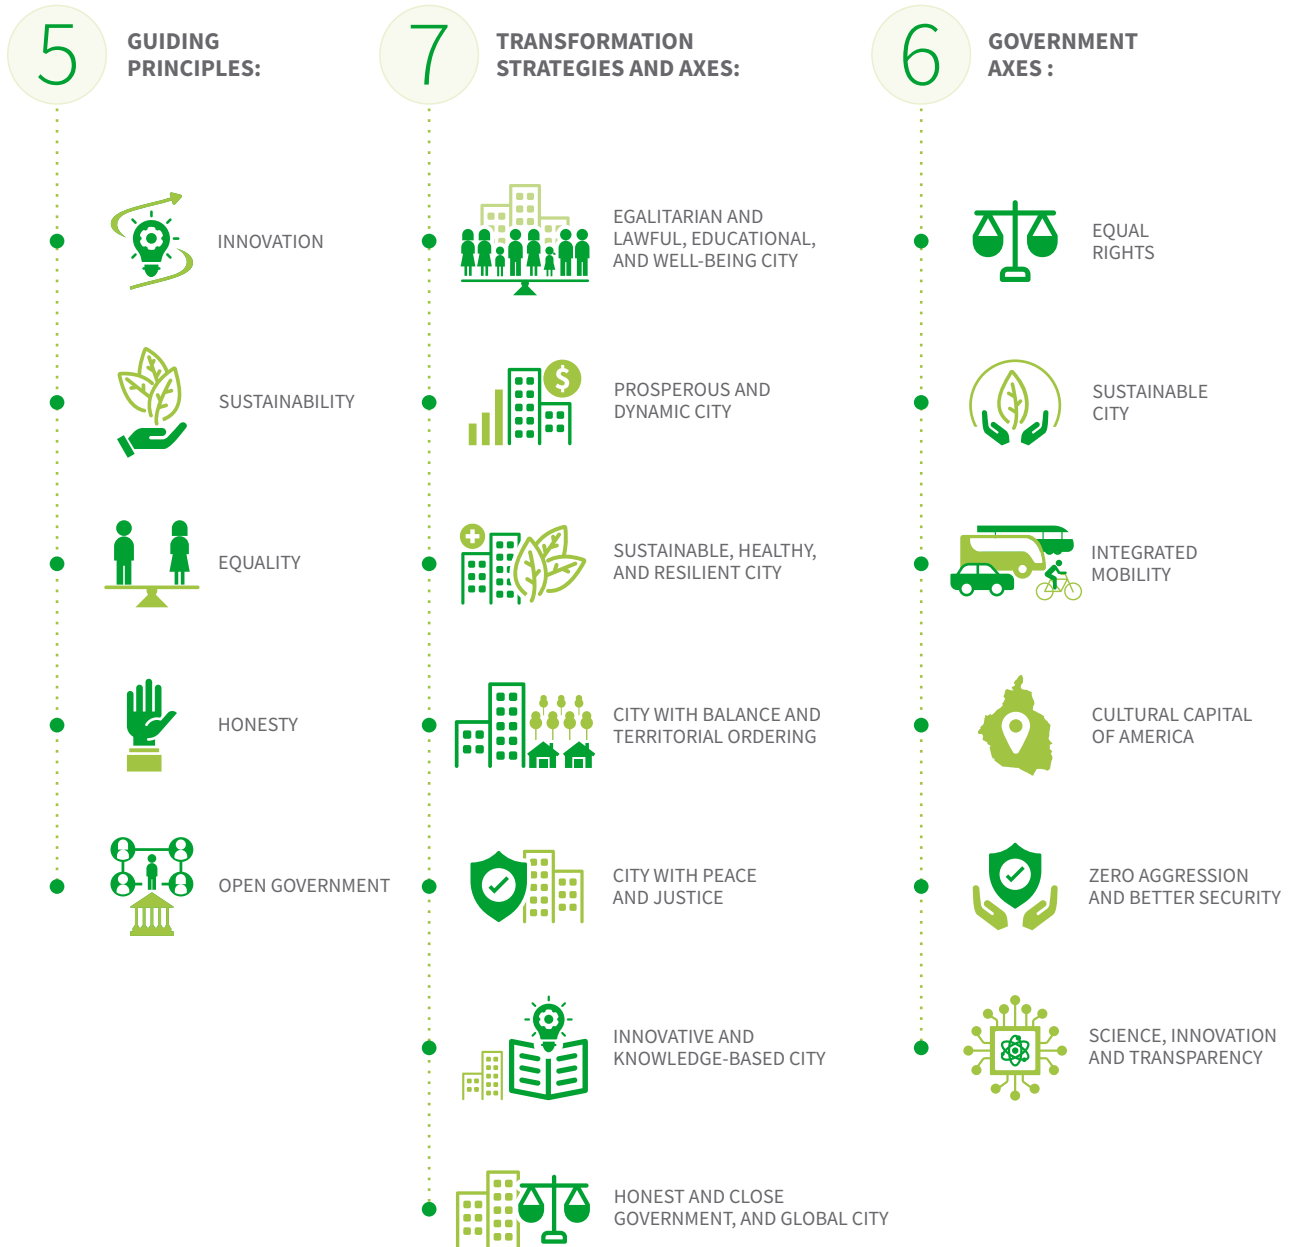 5
GUIDING
PRINCIPLES:
INNOVATION
SUSTAINABILITY
EQUALITY
HONESTY
OPEN GOVERNMENT
7
TRANSFORMATION
STRATEGIES AND AXES:
EGALITARIAN AND
LAWFUL, EDUCATIONAL,
AND WELL-BEING CITY
$
PROSPEROUS AND
DYNAMIC CITY
SUSTAINABLE, HEALTHY,
AND RESILIENT CITY
CITY WITH BALANCE AND
TERRITORIAL ORDERING
CITY WITH PEACE
AND JUSTICE
INNOVATIVE AND
KNOWLEDGE-BASED CITY
HONEST AND CLOSE
GOVERNMENT, AND GLOBAL CITY
6
GOVERNMENT
AXES :
EQUAL
RIGHTS
SUSTAINABLE
CITY
INTEGRATED
MOBILITY
CULTURAL CAPITAL
OF AMERICA
ZERO AGGRESSION
AND BETTER SECURITY
SCIENCE, INNOVATION
AND TRANSPARENCY